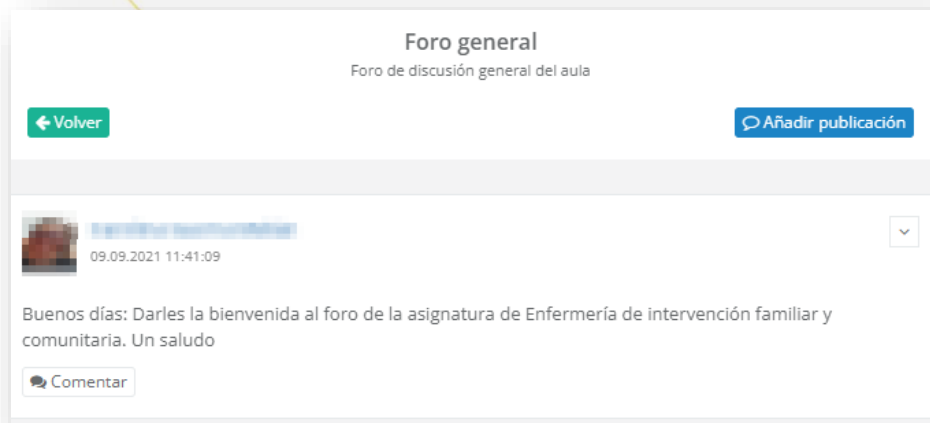 Foro general
Foro de discusión general del aula
Volver
Añadir publicación
09.09.2021 11:41:09
Buenos días: Darles la bienvenida al foro de la asignatura de Enfermería de intervención familiar y
comunitaria. Un saludo
Comentar